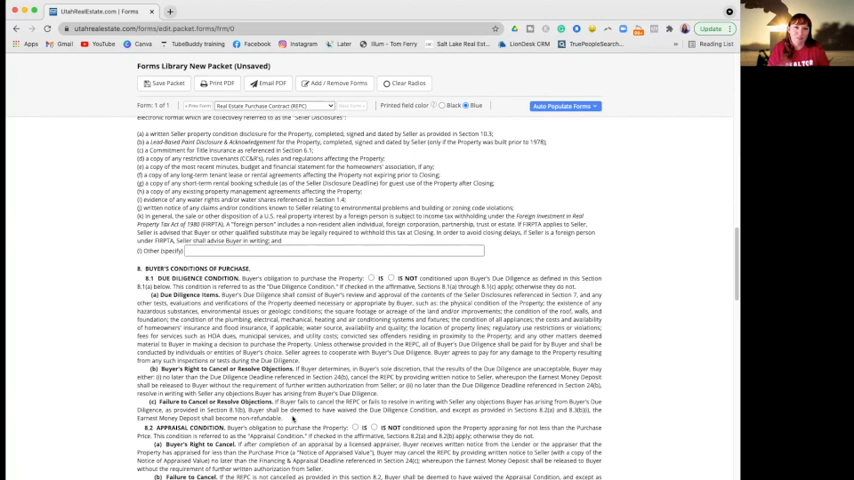 UtahRealEstate.com | Forms
utahrealestate.com/forms/edit.packet.forms/frm/0
Update
Apps Gmail YouTube Canva TubeBuddy training Facebook Instagram Later Illum - Tom Ferry Salt Lake Real Est... LionDesk CRM TruePeopleSearch... Reading List
Forms Library New Packet (Unsaved)
Save Packet Print PDF Email PDF Add / Remove Forms Clear Radios
Form: 1 of 1 Real Estate Purchase Contract (REPC) Printed field color Black Blue Auto Populate Forms
electronic format which are collectively referred to as the "Seller Disclosures":
(a) a written Seller property condition disclosure for the Property, completed, signed and dated by Seller as provided in Section 10.3;
(b) a Lead-Based Paint Disclosure & Acknowledgement for the Property, completed, signed and dated by Seller (only if the Property was built prior to 1978);
(c) a Commitment for Title Insurance as referenced in Section 6.1;
(d) a copy of any restrictive covenants (CC&R's), rules and regulations affecting the Property;
(e) a copy of the most recent minutes, budget and financial statement for the homeowners' association, if any;
(f) a copy of any long-term tenant lease or rental agreements affecting the Property not expiring prior to Closing;
(g) a copy of any short-term rental booking schedule (as of the Seller Disclosure Deadline) for guest use of the Property after Closing;
(h) a copy of any existing property management agreements affecting the Property;
(i) evidence of any water rights and/or water shares referenced in Section 1.4;
(j) written notice of any claims and/or conditions known to Seller relating to environmental problems and building or zoning code violations;
(k) In general, the sale or other disposition of a U.S. real property interest by a foreign person is subject to income tax withholding under the Foreign Investment in Real
Property Tax Act of 1980 (FIRPTA). A "foreign person" includes a non-resident alien individual, foreign corporation, partnership, trust or estate. If FIRPTA applies to Seller,
Seller is advised that Buyer or other qualified substitute may be legally required to withhold this tax at Closing. In order to avoid closing delays, if Seller is a foreign person
under FIRPTA, Seller shall advise Buyer in writing; and
(l) Other (specify)
8. BUYER'S CONDITIONS OF PURCHASE.
8.1 DUE DILIGENCE CONDITION. Buyer's obligation to purchase the Property: IS IS NOT conditioned upon Buyer's Due Diligence as defined in this Section
8.1(a) below. This condition is referred to as the "Due Diligence Condition." If checked in the affirmative, Sections 8.1(a) through 8.1(c) apply; otherwise they do not.
(a) Due Diligence Items. Buyer's Due Diligence shall consist of Buyer's review and approval of the contents of the Seller Disclosures referenced in Section 7, and any
other tests, evaluations and verifications of the Property deemed necessary or appropriate by Buyer, such as: the physical condition of the Property; the existence of any
hazardous substances, environmental issues or geologic conditions; the square footage or acreage of the land and/or improvements; the condition of the roof, walls, and
foundation; the condition of the plumbing, electrical, mechanical, heating and air conditioning systems and fixtures; the condition of all appliances; the costs and availability
of homeowners' insurance and flood insurance, if applicable; water source, availability and quality; the location of property lines; regulatory use restrictions or violations;
fees for services such as HOA dues, municipal services, and utility costs; convicted sex offenders residing in proximity to the Property; and any other matters deemed
material to Buyer in making a decision to purchase the Property. Unless otherwise provided in the REPC, all of Buyer's Due Diligence shall be paid for by Buyer and shall be
conducted by individuals or entities of Buyer's choice. Seller agrees to cooperate with Buyer's Due Diligence. Buyer agrees to pay for any damage to the Property resulting
from any such inspections or tests during the Due Diligence.
(b) Buyer's Right to Cancel or Resolve Objections. If Buyer determines, in Buyer's sole discretion, that the results of the Due Diligence are unacceptable, Buyer may
either: (i) no later than the Due Diligence Deadline referenced in Section 24(b), cancel the REPC by providing written notice to Seller, whereupon the Earnest Money Deposit
shall be released to Buyer without the requirement of further written authorization from Seller; or (ii) no later than the Due Diligence Deadline referenced in Section 24(b),
resolve in writing with Seller any objections Buyer has arising from Buyer's Due Diligence.
(c) Failure to Cancel or Resolve Objections. If Buyer fails to cancel the REPC or fails to resolve in writing with Seller any objections Buyer has arising from Buyer's Due
Diligence, as provided in Section 8.1(b), Buyer shall be deemed to have waived the Due Diligence Condition, and except as provided in Sections 8.2(a) and 8.3(b)(i), the
Earnest Money Deposit shall become non-refundable.
8.2 APPRAISAL CONDITION. Buyer's obligation to purchase the Property: IS IS NOT conditioned upon the Property appraising for not less than the Purchase
Price. This condition is referred to as the "Appraisal Condition." If checked in the affirmative, Sections 8.2(a) and 8.2(b) apply; otherwise they do not.
(a) Buyer's Right to Cancel. If after completion of an appraisal by a licensed appraiser, Buyer receives written notice from the Lender or the appraiser that the
Property has appraised for less than the Purchase Price (a "Notice of Appraised Value"), Buyer may cancel the REPC by providing written notice to Seller (with a copy of the
Notice of Appraised Value) no later than the Financing & Appraisal Deadline referenced in Section 24(c); whereupon the Earnest Money Deposit shall be released to Buyer
without the requirement of further written authorization from Seller.
(b) Failure to Cancel. If the REPC is not cancelled as provided in this section 8.2, Buyer shall be deemed to have waived the Appraisal Condition, and except as